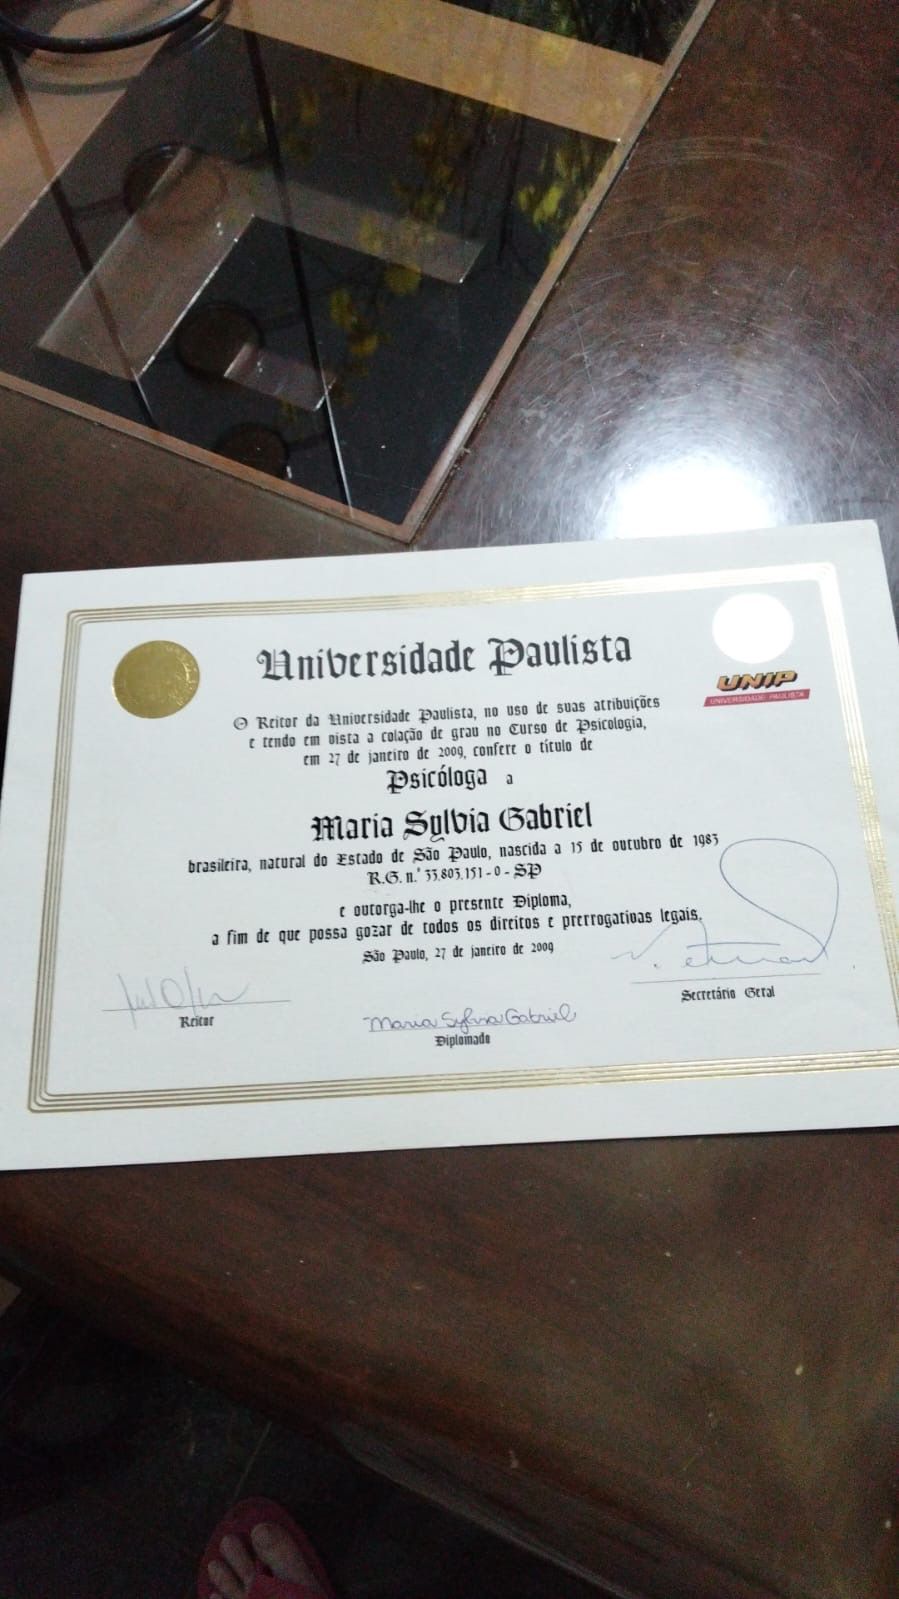 Universidade Paulista
UNIP
UNIVERSIDADE PAULISTA
O Reitor da Universidade Paulista, no uso de suas atribuições
e tendo em vista a colação de grau no Curso de Psicologia,
em 27 de janeiro de 2009, confere o título de
Psicóloga a
Maria Sylvia Gabriel
brasileira, natural do Estado de São Paulo, nascida a 15 de outubro de 1983
R.G. n.º 33.803.151-0-SP
e outorga-lhe o presente Diploma,
a fim de que possa gozar de todos os direitos e prerrogativas legais.
São Paulo, 27 de janeiro de 2009
Reitor
Maria Sylvia Gabriel
Diplomado
Secretário Geral